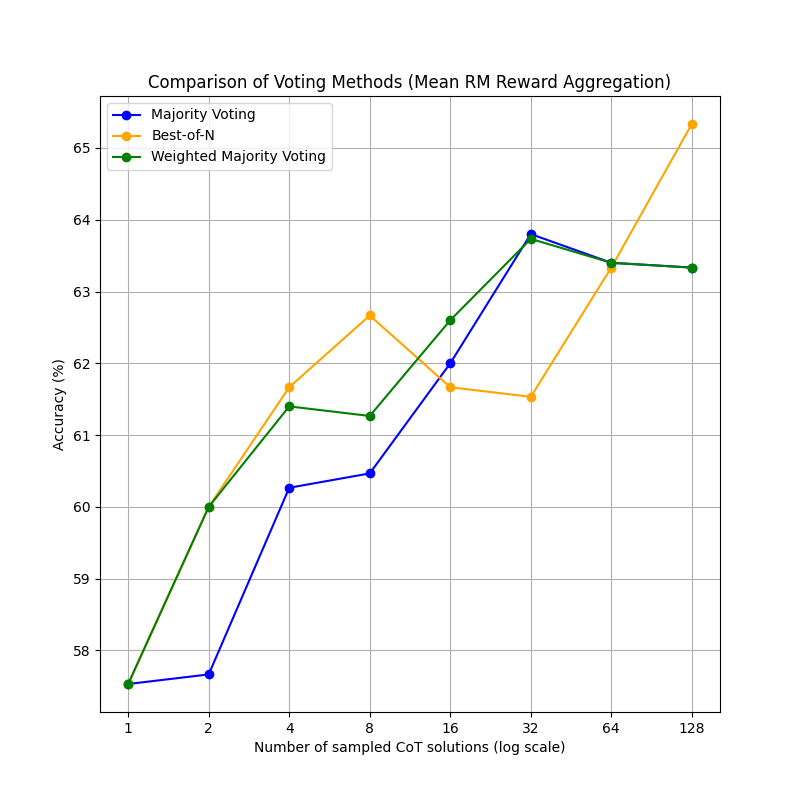 Comparison of Voting Methods (Mean RM Reward Aggregation)
Majority Voting
Best-of-N
Weighted Majority Voting
65
64
63
62
61
60
59
58
Accuracy (%)
1 2 4 8 16 32 64 128
Number of sampled CoT solutions (log scale)